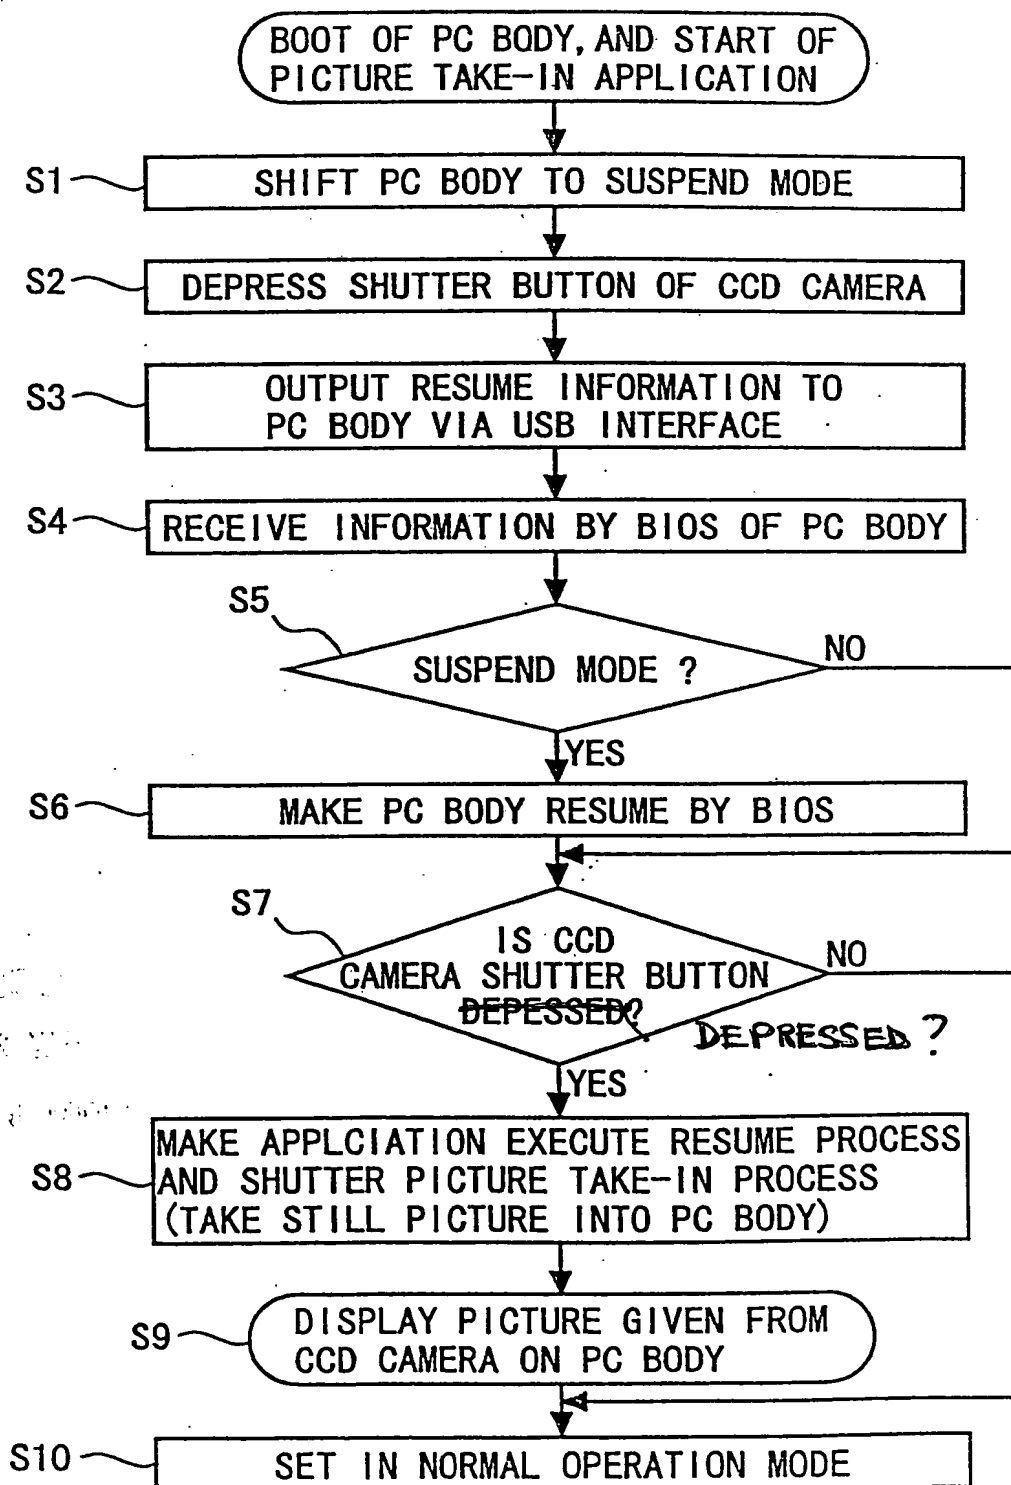 BOOT OF PC BODY, AND START OF
PICTURE TAKE-IN APPLICATION
S1
SHIFT PC BODY TO SUSPEND MODE
S2
DEPRESS SHUTTER BUTTON OF CCD CAMERA
S3
OUTPUT RESUME INFORMATION TO
PC BODY VIA USB INTERFACE
S4
RECEIVE INFORMATION BY BIOS OF PC BODY
S5
SUSPEND MODE ?
NO
YES
S6
MAKE PC BODY RESUME BY BIOS
S7
IS CCD
CAMERA SHUTTER BUTTON
DEPESSED?
DEPRESSED?
NO
YES
S8
MAKE APPLCIATION EXECUTE RESUME PROCESS
AND SHUTTER PICTURE TAKE-IN PROCESS
(TAKE STILL PICTURE INTO PC BODY)
S9
DISPLAY PICTURE GIVEN FROM
CCD CAMERA ON PC BODY
S10
SET IN NORMAL OPERATION MODE